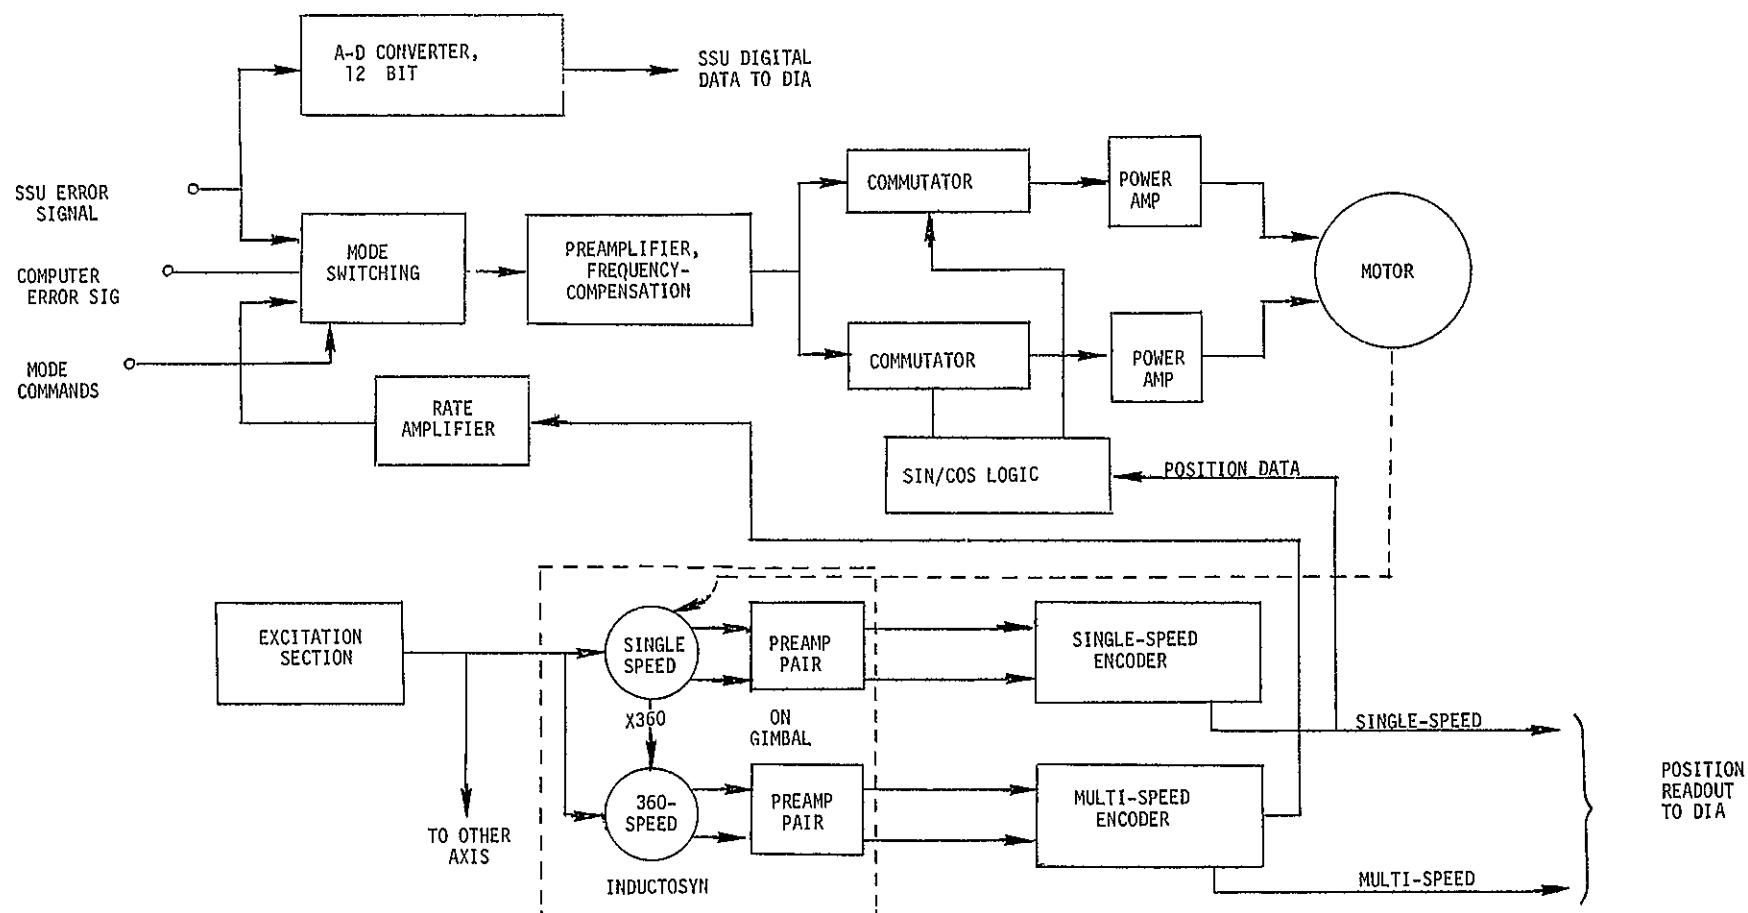 A-D CONVERTER,
12 BIT
SSU DIGITAL
DATA TO DIA
SSU ERROR
SIGNAL
COMPUTER
ERROR SIG
MODE
COMMANDS
MODE
SWITCHING
PREAMPLIFIER,
FREQUENCY-
COMPENSATION
COMMUTATOR
POWER
AMP
MOTOR
COMMUTATOR
POWER
AMP
RATE
AMPLIFIER
SIN/COS LOGIC
POSITION DATA
EXCITATION
SECTION
SINGLE
SPEED
PREAMP
PAIR
SINGLE-SPEED
ENCODER
X360
ON
GIMBAL
SINGLE-SPEED
TO OTHER
AXIS
360-
SPEED
PREAMP
PAIR
MULTI-SPEED
ENCODER
POSITION
READOUT
TO DIA
INDUCTOSYN
MULTI-SPEED